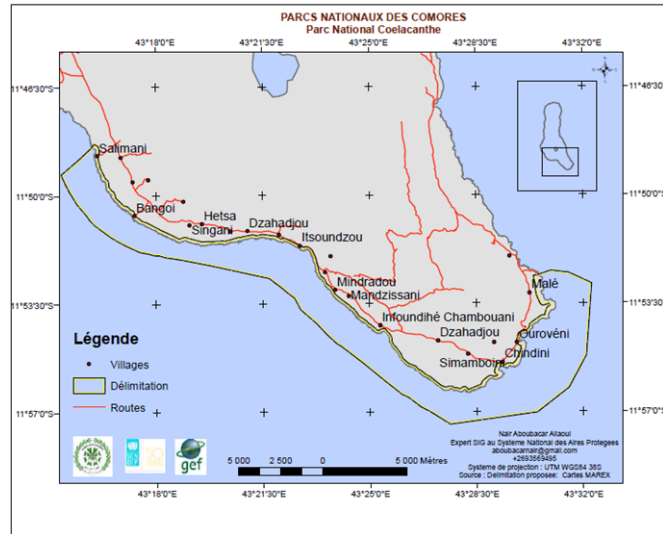 PARCS NATIONAUX DES COMORES
Parc National Coelacanthe
43°18'0"E 43°21'30"E 43°25'0"E 43°28'30"E 43°32'0"E
11°46'30"S 11°46'30"S
Salimani
11°50'0"S 11°50'0"S
Bangoi
Hetsa
Singani
Dzahadjou
Itsoundzou
Mindradou
Mandzissani
Malé
11°53'30"S 11°53'30"S
Infoundihé Chambouani
Dzahadjou
Ourovéni
Simamboini
Chindini
Légende
Villages
Délimitation
Routes
11°57'0"S 11°57'0"S
Nair Aboubacar Allaoui
Expert SIG au Systeme National des Aires Protegees
aboubacarnair@gmail.com
+2693569495
Systeme de projection : UTM WGS84 38S
Source : Delimitation proposee: Cartes MAREX
gef
5 000 2 500 0 5 000 Mètres
43°18'0"E 43°21'30"E 43°25'0"E 43°28'30"E 43°32'0"E